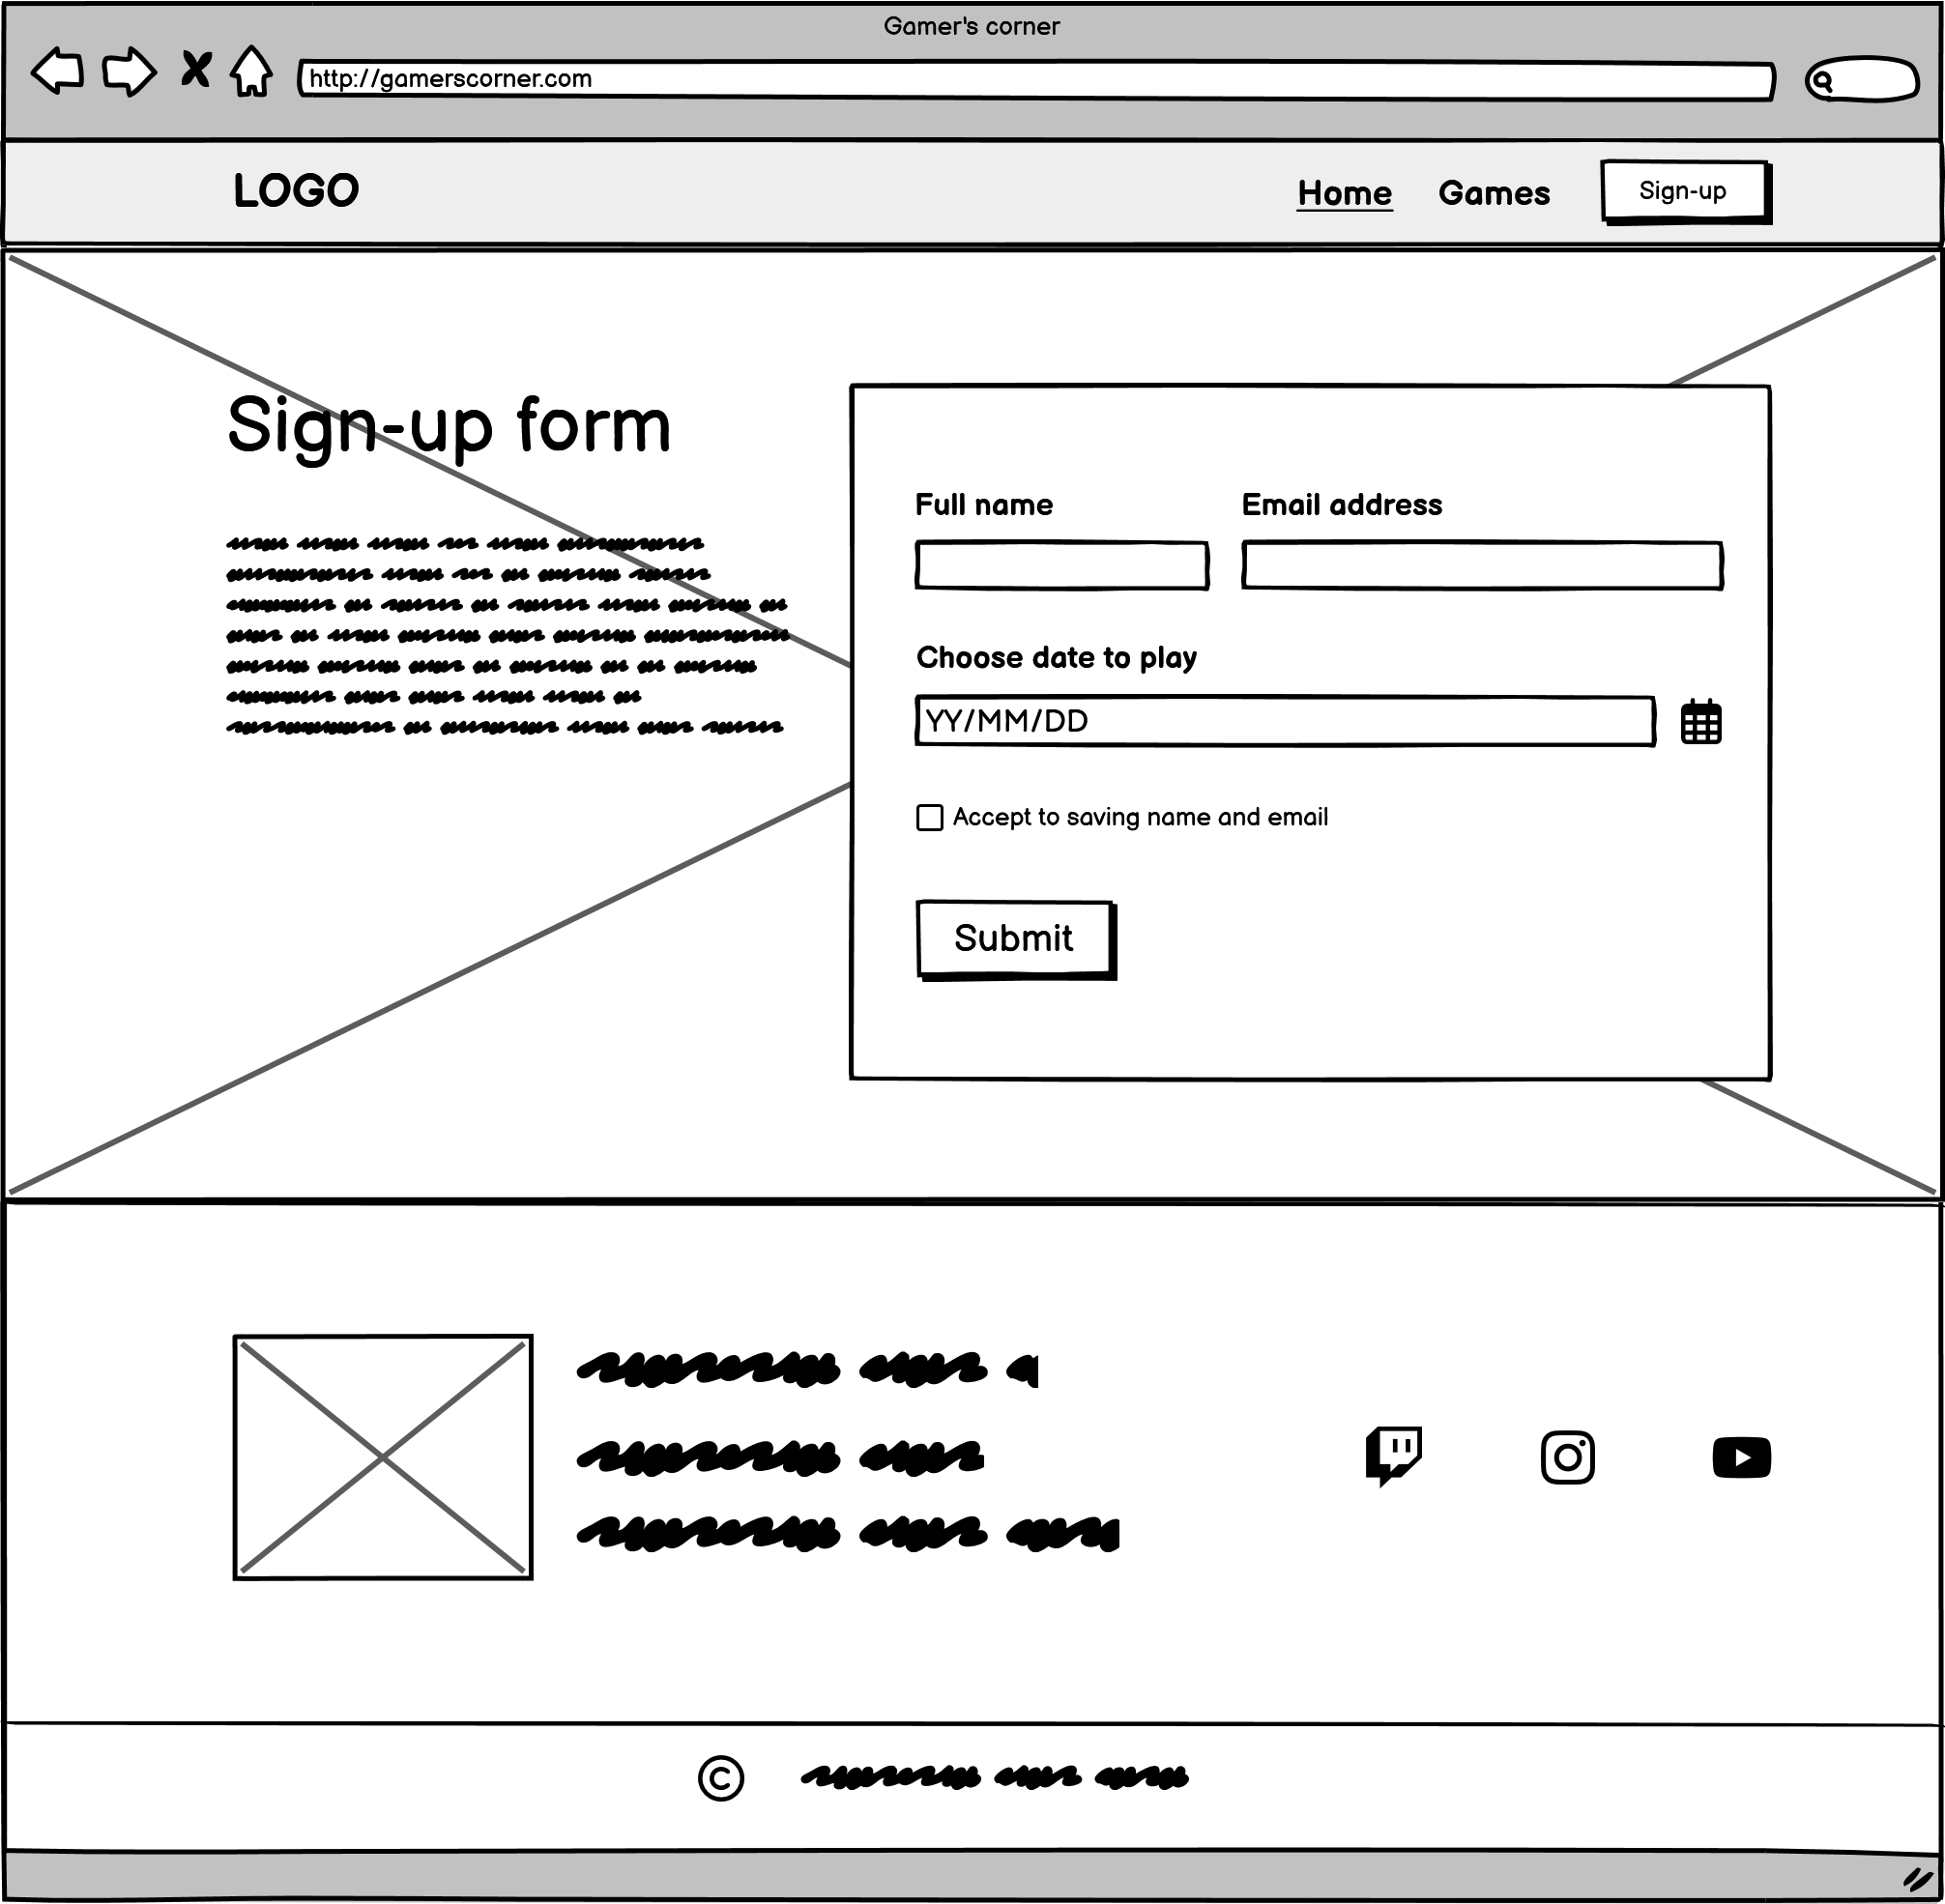 Gamer's corner
http://gamerscorner.com
LOGO
Home Games Sign-up
Sign-up form
Full name Email address
Choose date to play
YY/MM/DD
Accept to saving name and email
Submit
©